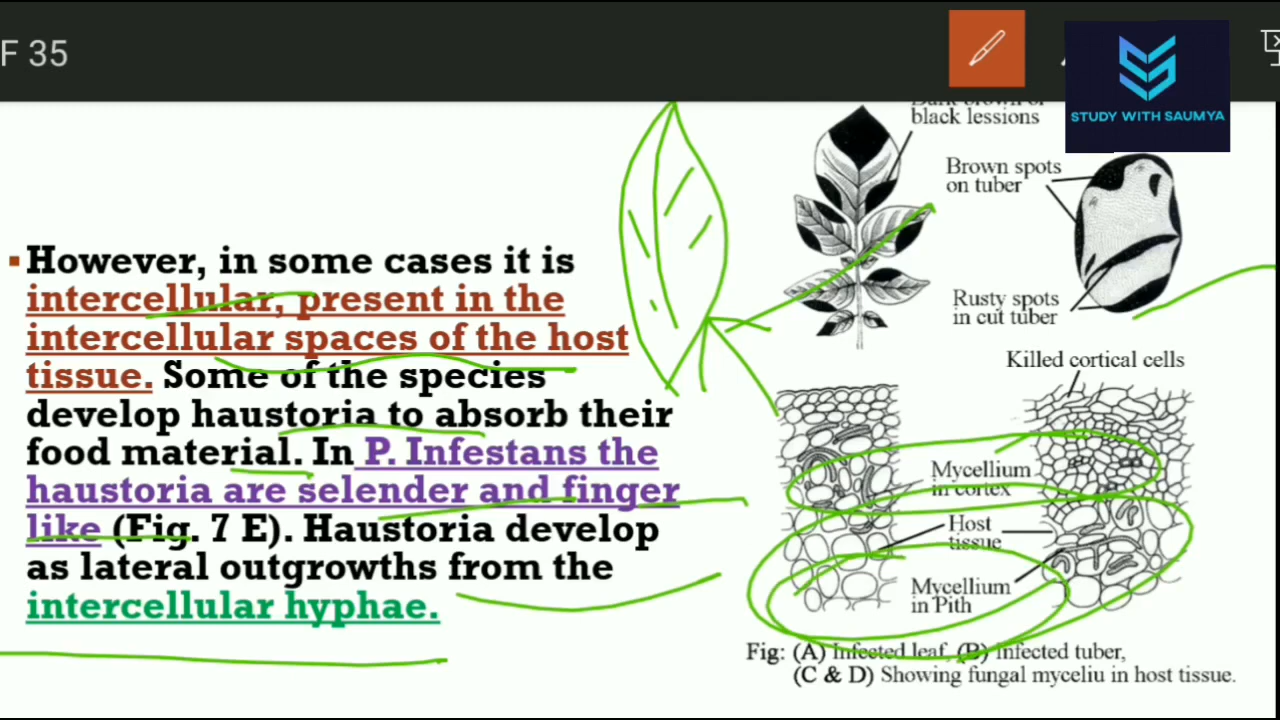 F 35
STUDY WITH SAUMYA
However, in some cases it is
intercellular, present in the
intercellular spaces of the host
tissue. Some of the species
develop haustoria to absorb their
food material. In P. Infestans the
haustoria are selender and finger
like (Fig. 7 E). Haustoria develop
as lateral outgrowths from the
intercellular hyphae.
Dark brown or
black lessions
Brown spots
on tuber
Rusty spots
in cut tuber
Killed cortical cells
Mycellium
in cortex
Host
tissue
Mycellium
in Pith
Fig: (A) Infected leaf, (B) Infected tuber,
(C & D) Showing fungal myceliu in host tissue.